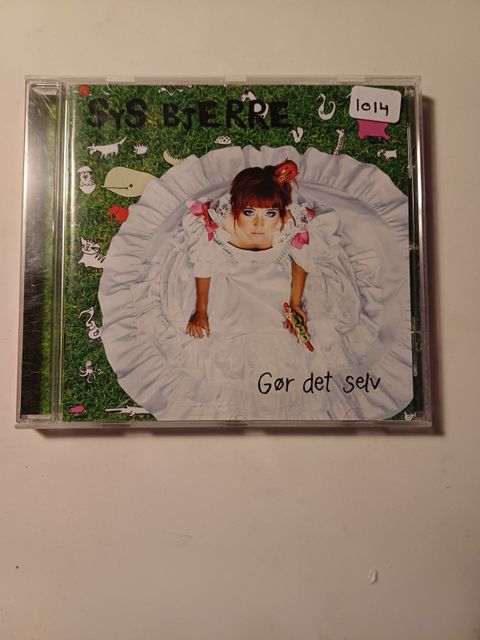 SYS BJERRE
1014
Gør det selv